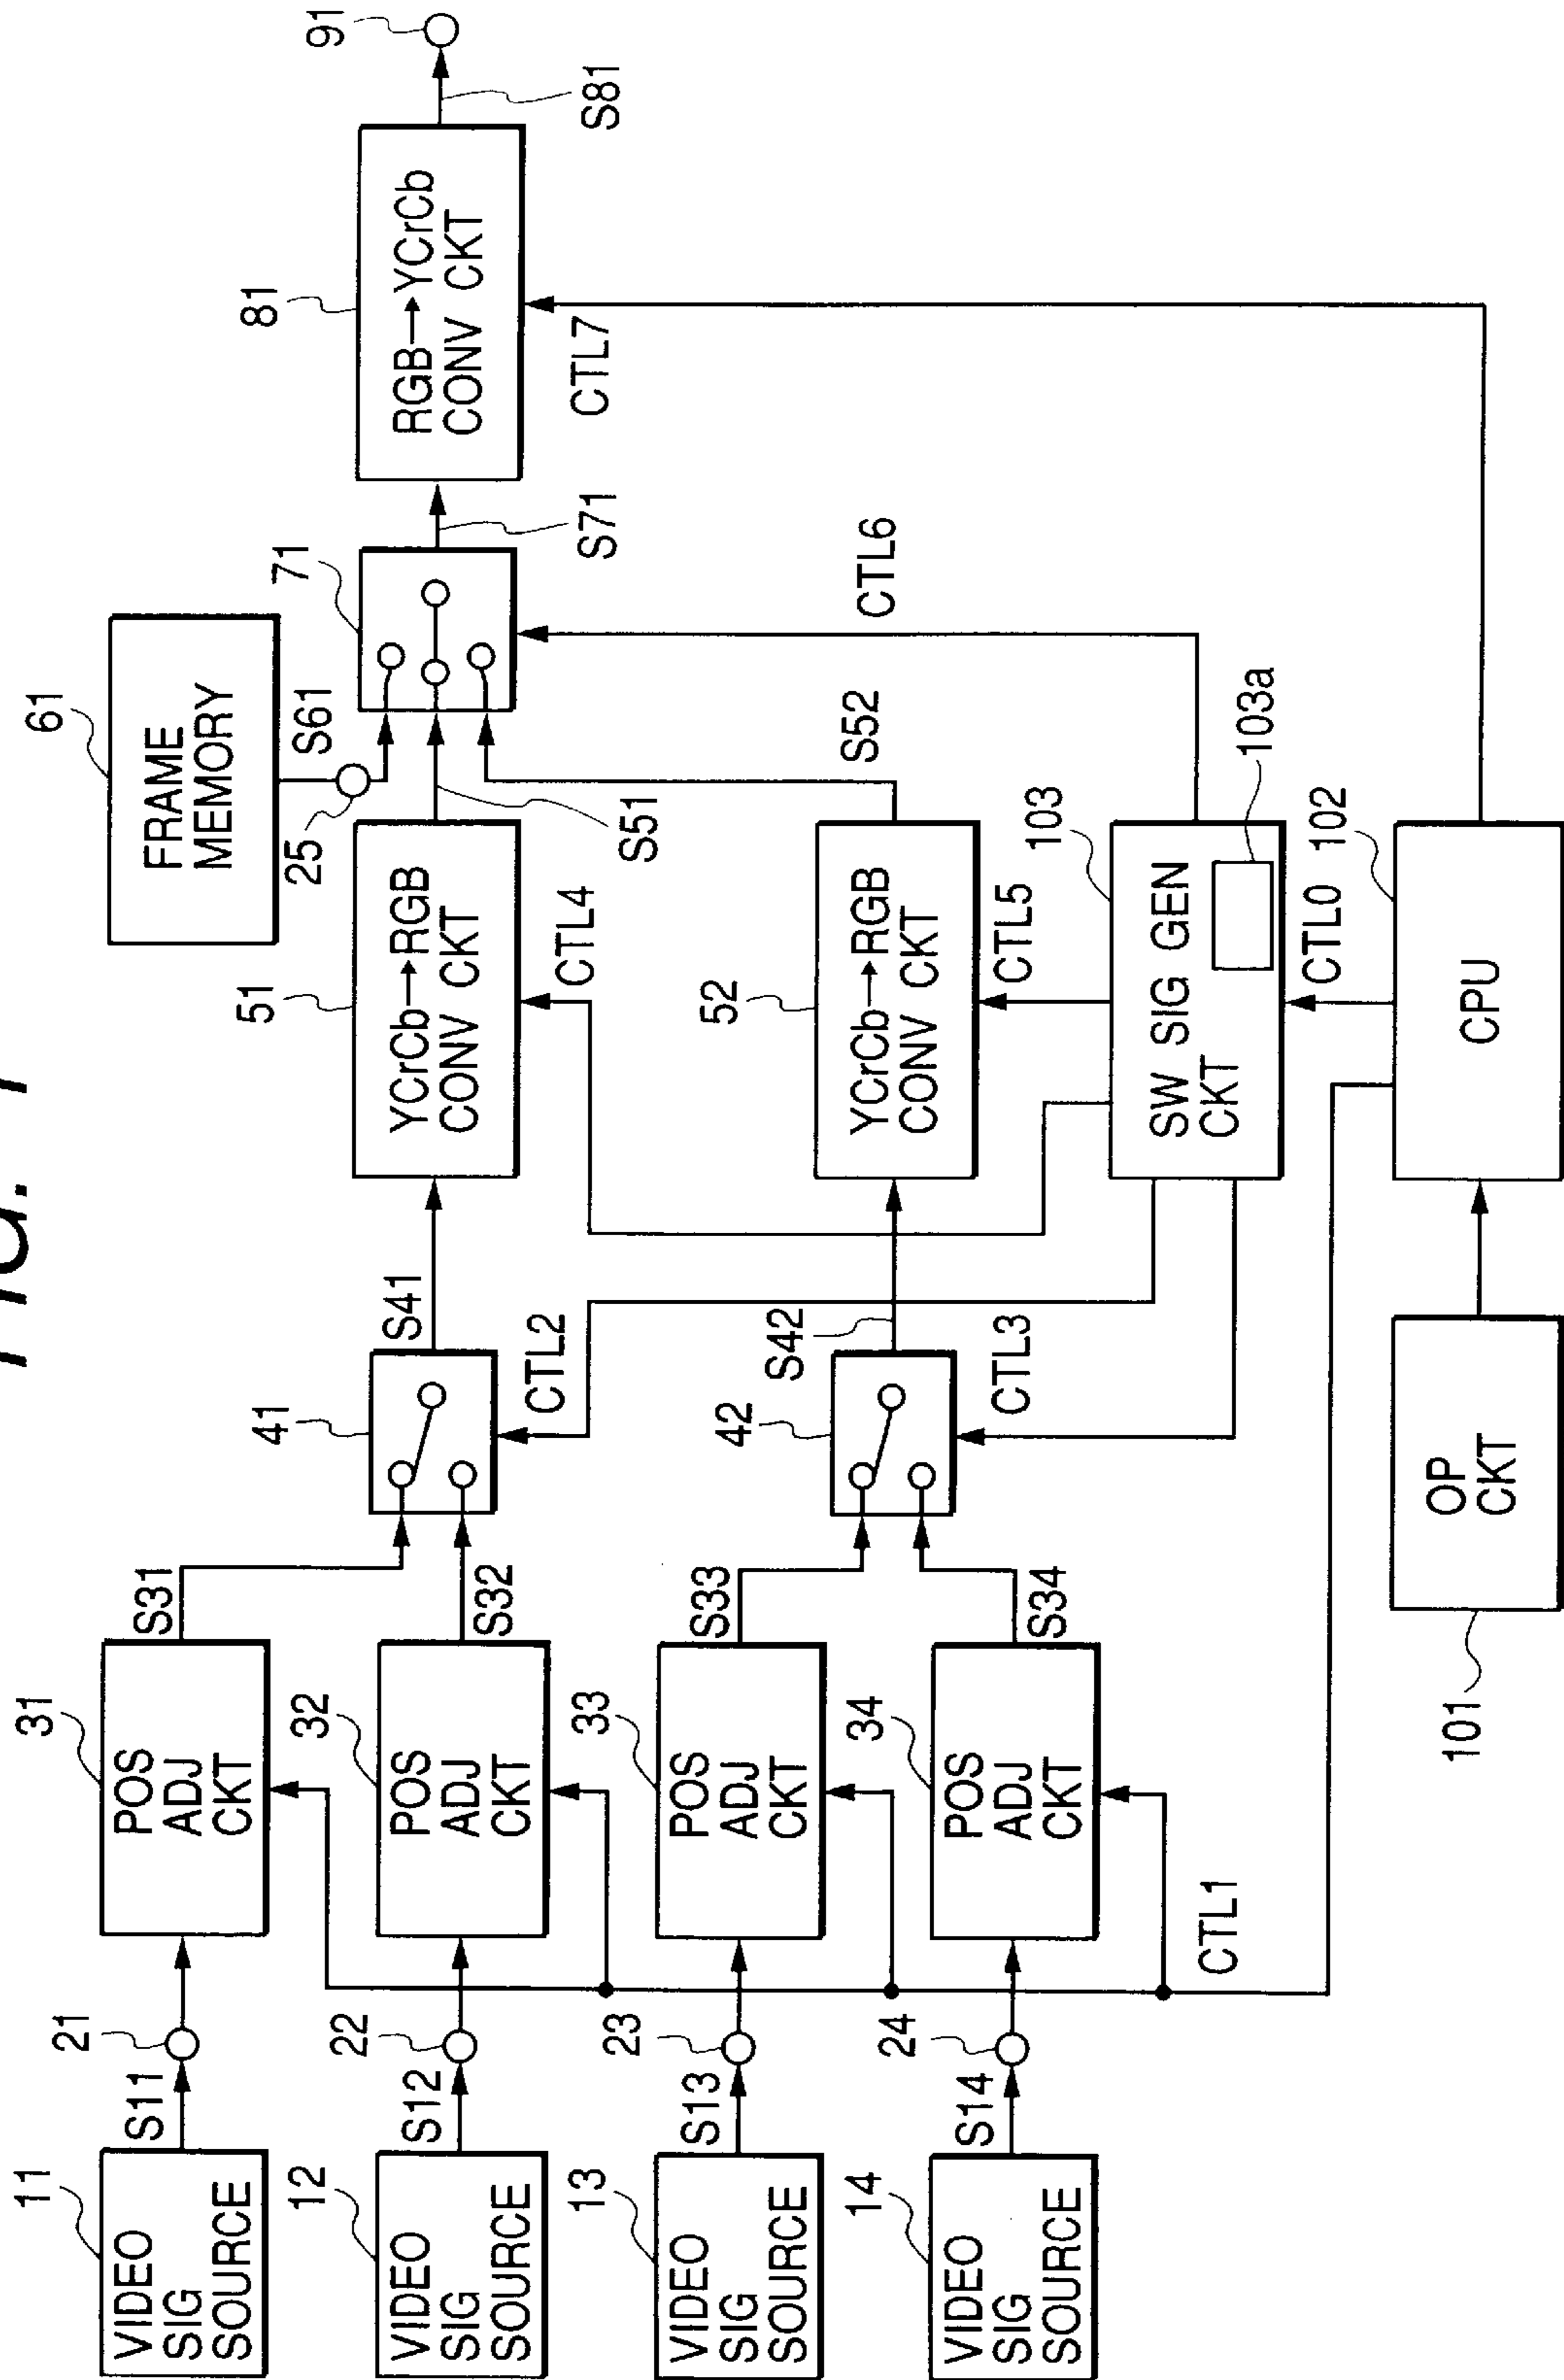 FIG. 1
11
VIDEO
SIG
SOURCE
S11
21
31
POS
ADJ
CKT
S31
12
VIDEO
SIG
SOURCE
S12
22
32
POS
ADJ
CKT
S32
13
VIDEO
SIG
SOURCE
S13
23
33
POS
ADJ
CKT
S33
14
VIDEO
SIG
SOURCE
S14
24
34
POS
ADJ
CKT
S34
CTL1
41
S41
CTL2
42
S42
CTL3
51
YCrCb→RGB
CONV CKT
CTL4
S51
52
YCrCb→RGB
CONV CKT
CTL5
S52
61
FRAME
MEMORY
S61
25
71
S71
CTL6
81
RGB→YCrCb
CONV CKT
CTL7
S81
91
103
SW SIG GEN
CKT
103a
CTL0
102
CPU
OP
CKT
101